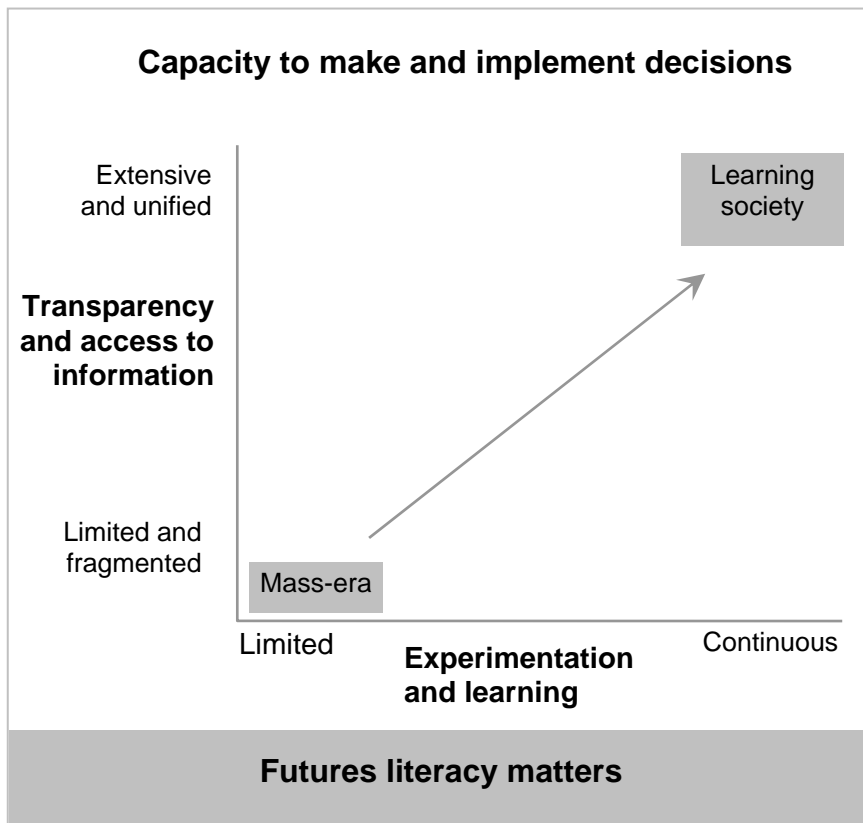 Capacity to make and implement decisions
Extensive
and unified
Learning
society
Transparency
and access to
information
Limited and
fragmented
Mass-era
Limited
Continuous
Experimentation
and learning
Futures literacy matters